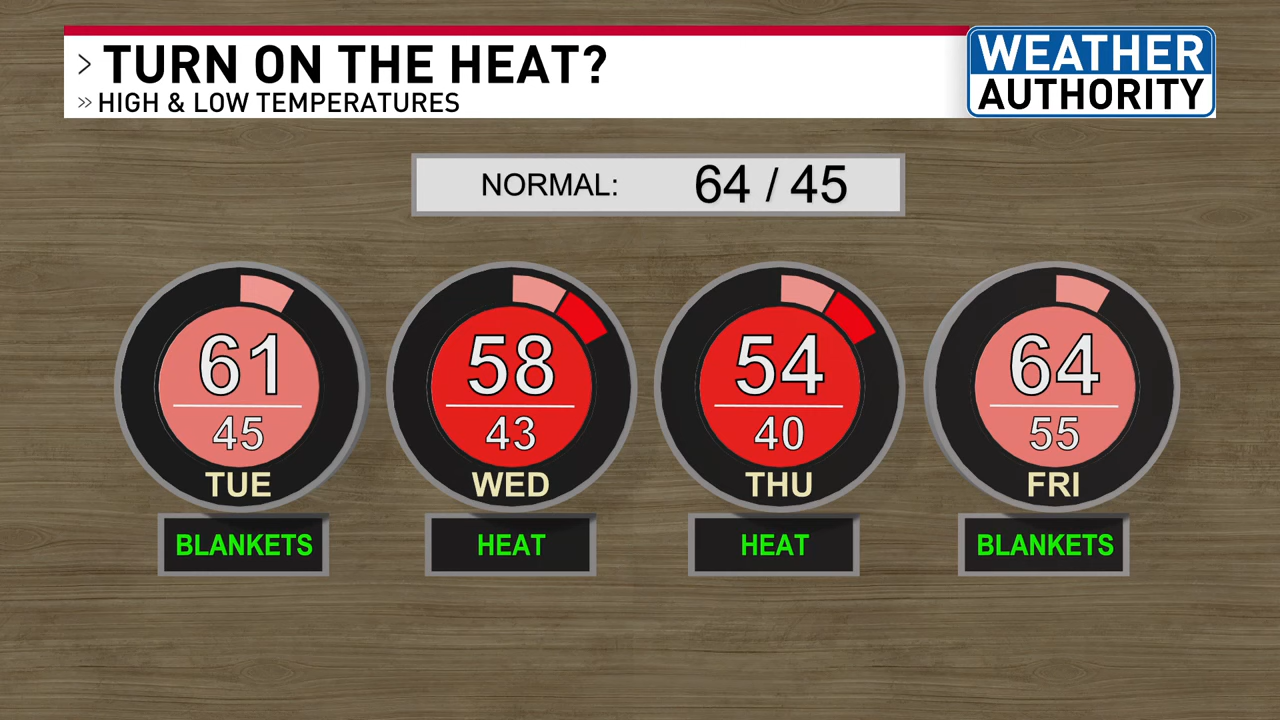 > TURN ON THE HEAT?
» HIGH & LOW TEMPERATURES
WEATHER
AUTHORITY
NORMAL: 64 / 45
61
45
TUE
BLANKETS
58
43
WED
HEAT
54
40
THU
HEAT
64
55
FRI
BLANKETS